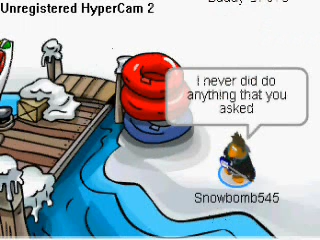 Unregistered HyperCam 2
I never did do
anything that you
asked
Snowbomb545